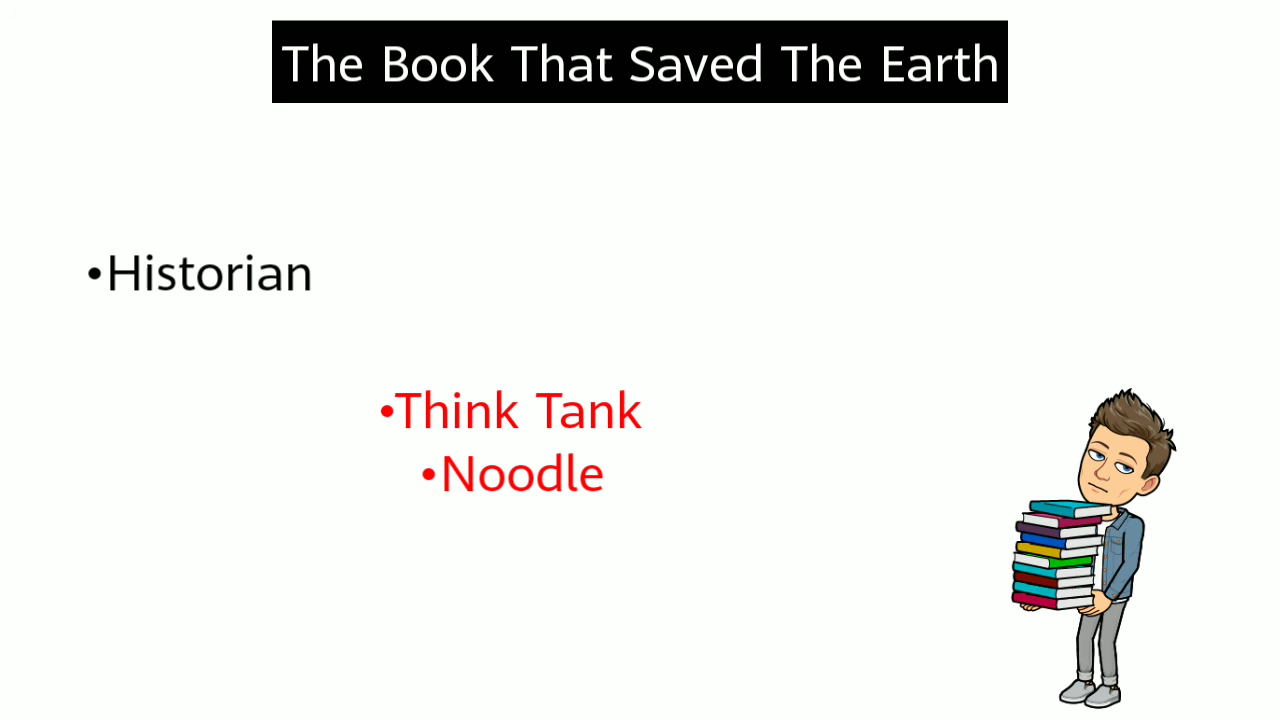 The Book That Saved The Earth
•Historian
•Think Tank
•Noodle